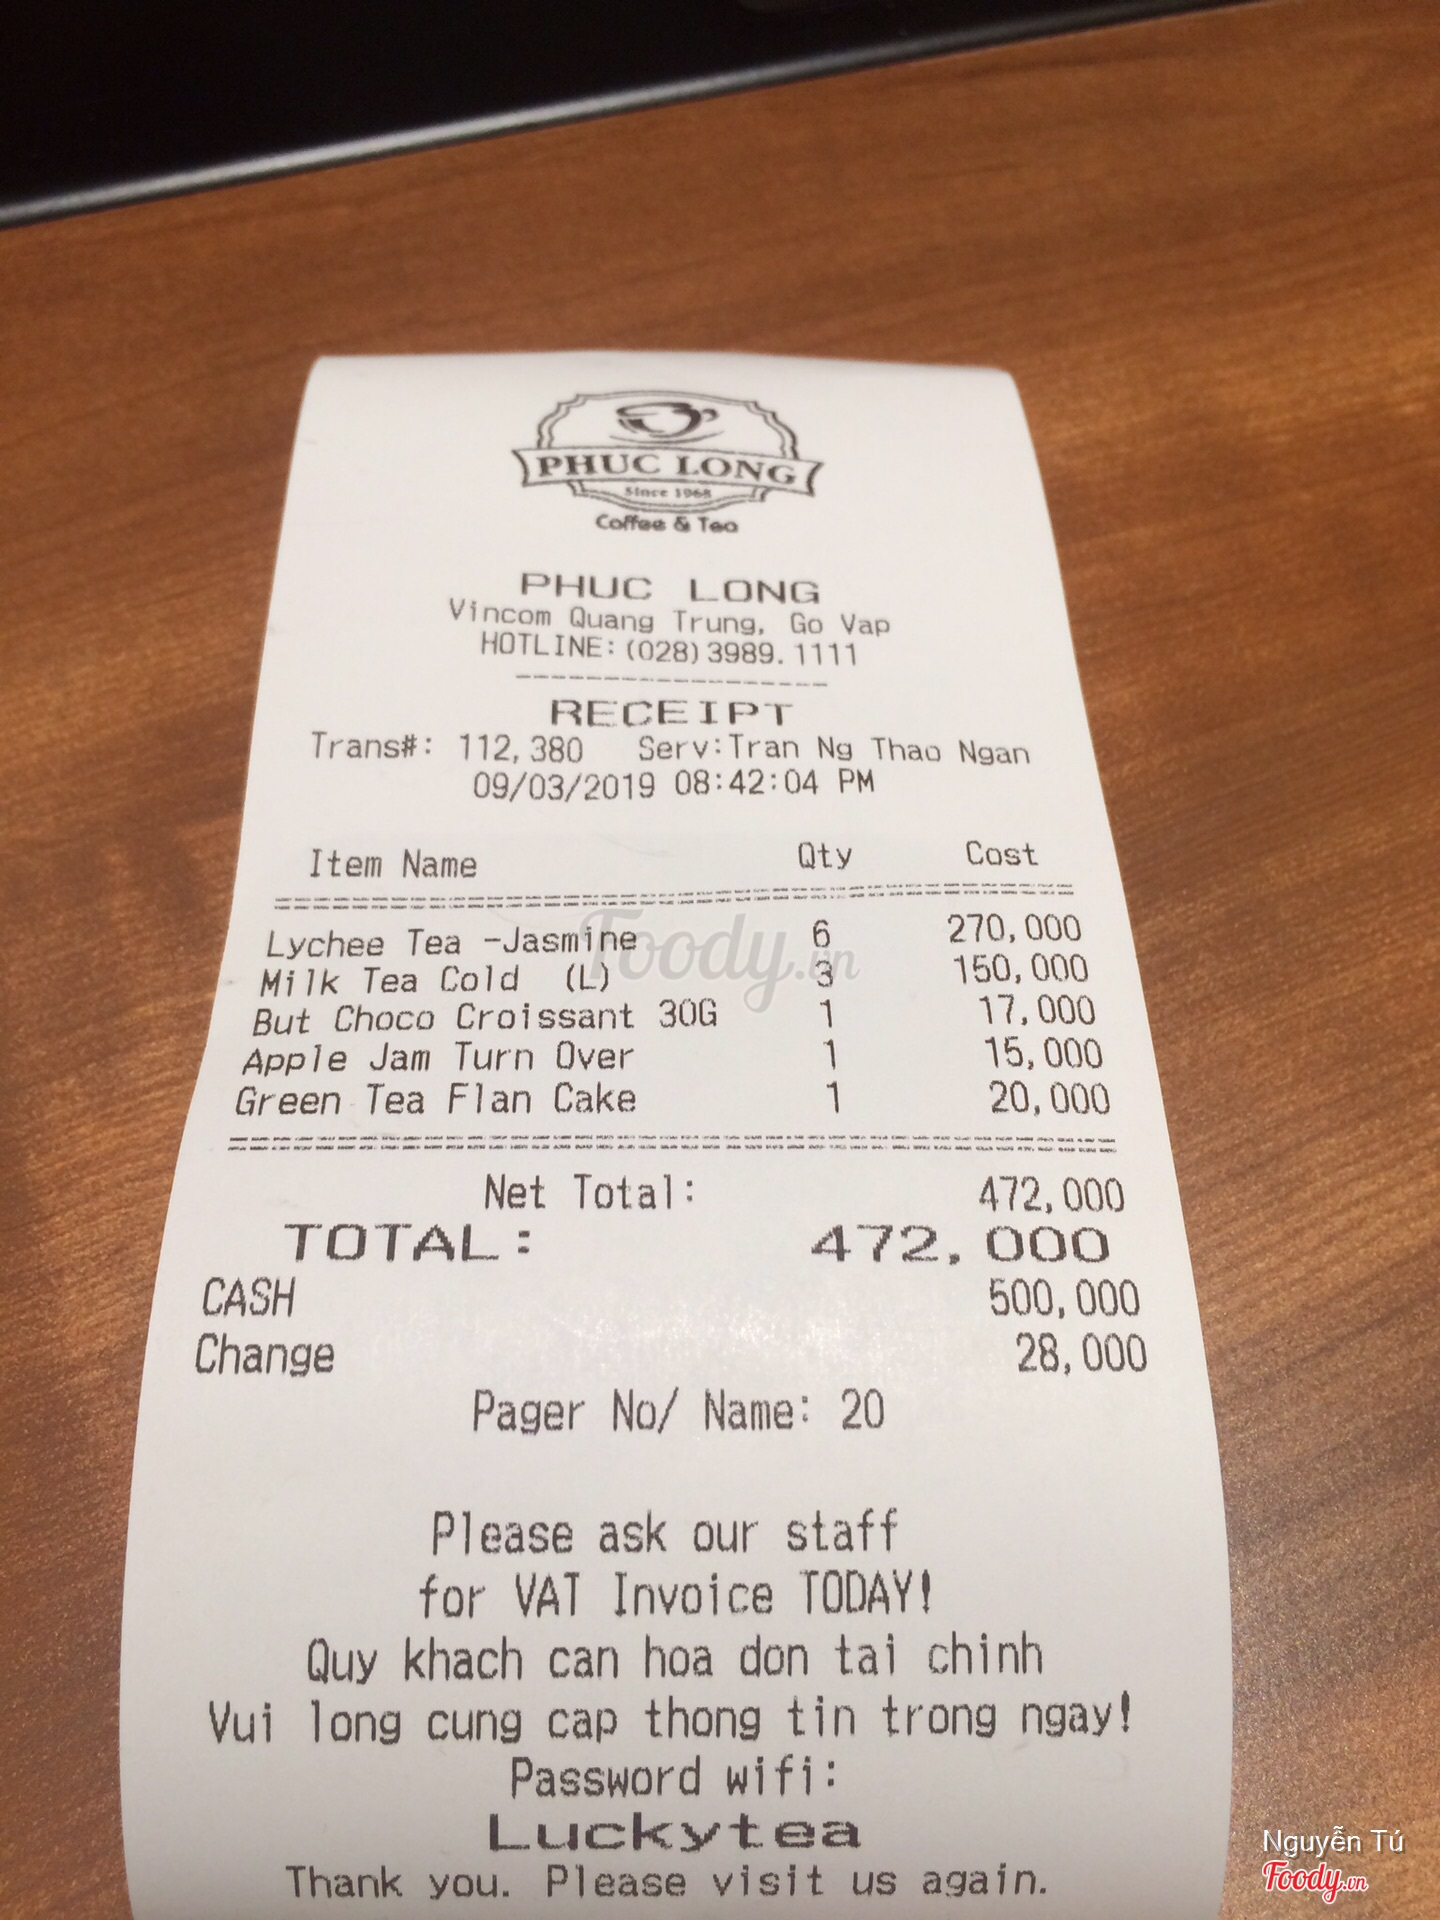 PHUC LONG
Since 1968
Coffee & Tea
PHUC LONG
Vincom Quang Trung, Go Vap
HOTLINE:(028)3989.1111
RECEIPT
Trans#: 112,380 Serv:Tran Ng Thao Ngan
09/03/2019 08:42:04 PM
Item Name Qty Cost
Lychee Tea -Jasmine 6 270,000
Milk Tea Cold (L) 3 150,000
But Choco Croissant 30G 1 17,000
Apple Jam Turn Over 1 15,000
Green Tea Flan Cake 1 20,000
Foody.vn
Net Total: 472,000
TOTAL: 472,000
CASH 500,000
Change 28,000
Pager No/ Name: 20
Please ask our staff
for VAT Invoice TODAY!
Quy khach can hoa don tai chinh
Vui long cung cap thong tin trong ngay!
Password wifi:
Luckytea
Thank you. Please visit us again.
Nguyễn Tú
Foody.vn